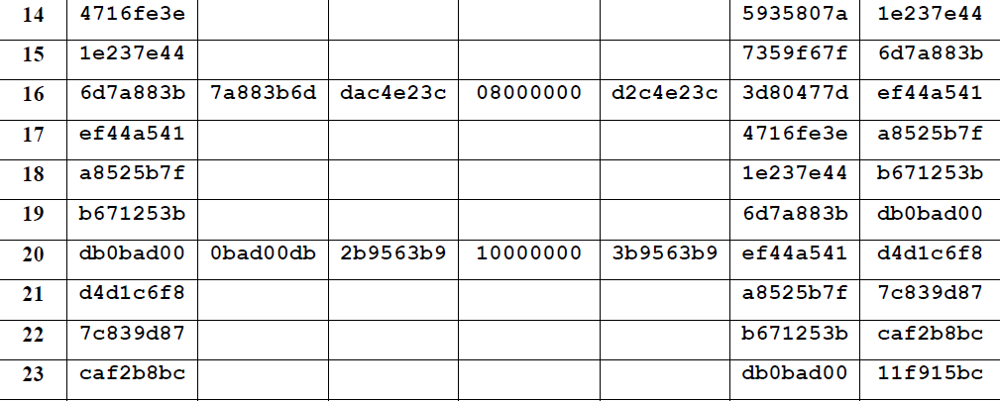 14 4716fe3e 5935807a 1e237e44
15 1e237e44 7359f67f 6d7a883b
16 6d7a883b 7a883b6d dac4e23c 08000000 d2c4e23c 3d80477d ef44a541
17 ef44a541 4716fe3e a8525b7f
18 a8525b7f 1e237e44 b671253b
19 b671253b 6d7a883b db0bad00
20 db0bad00 0bad00db 2b9563b9 10000000 3b9563b9 ef44a541 d4d1c6f8
21 d4d1c6f8 a8525b7f 7c839d87
22 7c839d87 b671253b caf2b8bc
23 caf2b8bc db0bad00 11f915bc